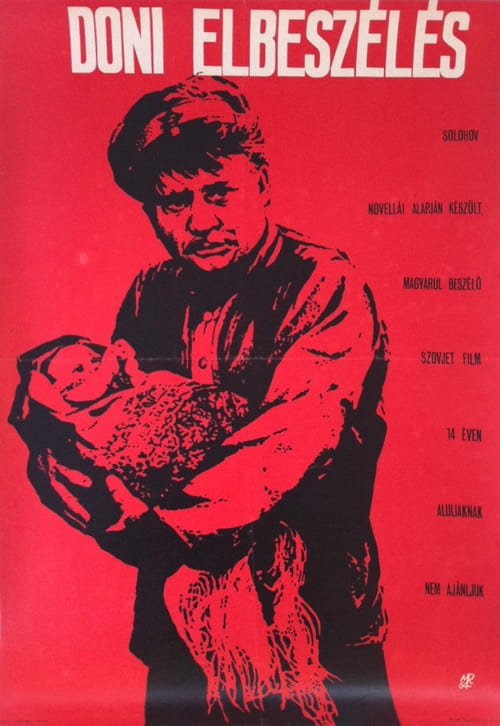 DONI ELBESZÉLÉS
SOLOHOV
NOVELLÁI ALAPJÁN KÉSZÜLT,
MAGYARUL BESZÉLŐ
SZOVJET FILM
14 ÉVEN
ALULIAKNAK
NEM AJÁNLJUK